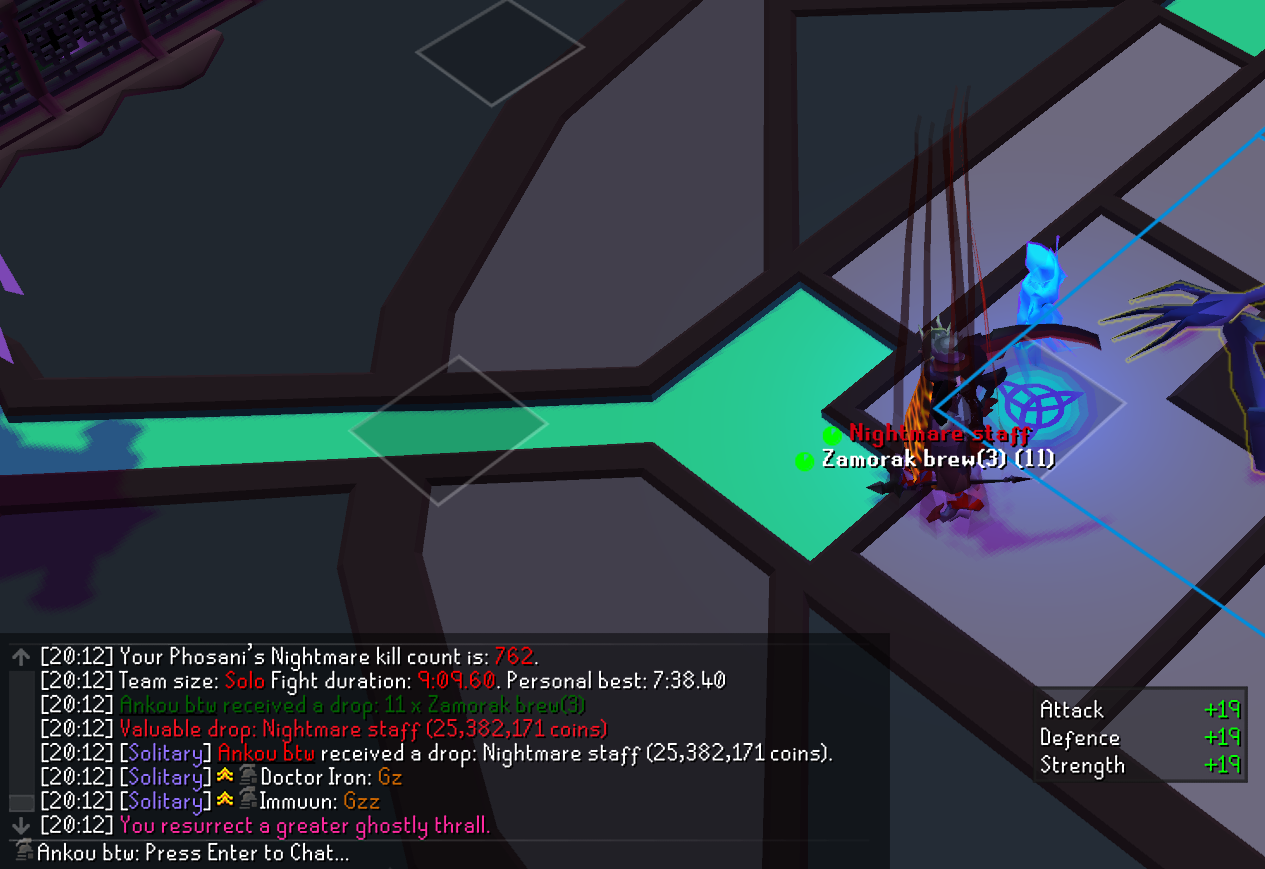 Nightmare staff
Zamorak brew(3) (11)
[20:12] Your Phosani's Nightmare kill count is: 762.
[20:12] Team size: Solo Fight duration: 9:09.60. Personal best: 7:38.40
[20:12] Ankou btw received a drop: 11 x Zamorak brew(3)
[20:12] Valuable drop: Nightmare staff (25,382,171 coins)
[20:12] [Solitary] Ankou btw received a drop: Nightmare staff (25,382,171 coins).
[20:12] [Solitary] Doctor Iron: Gz
[20:12] [Solitary] Immuun: Gzz
[20:12] You resurrect a greater ghostly thrall.
Ankou btw: Press Enter to Chat...
Attack +19
Defence +19
Strength +19